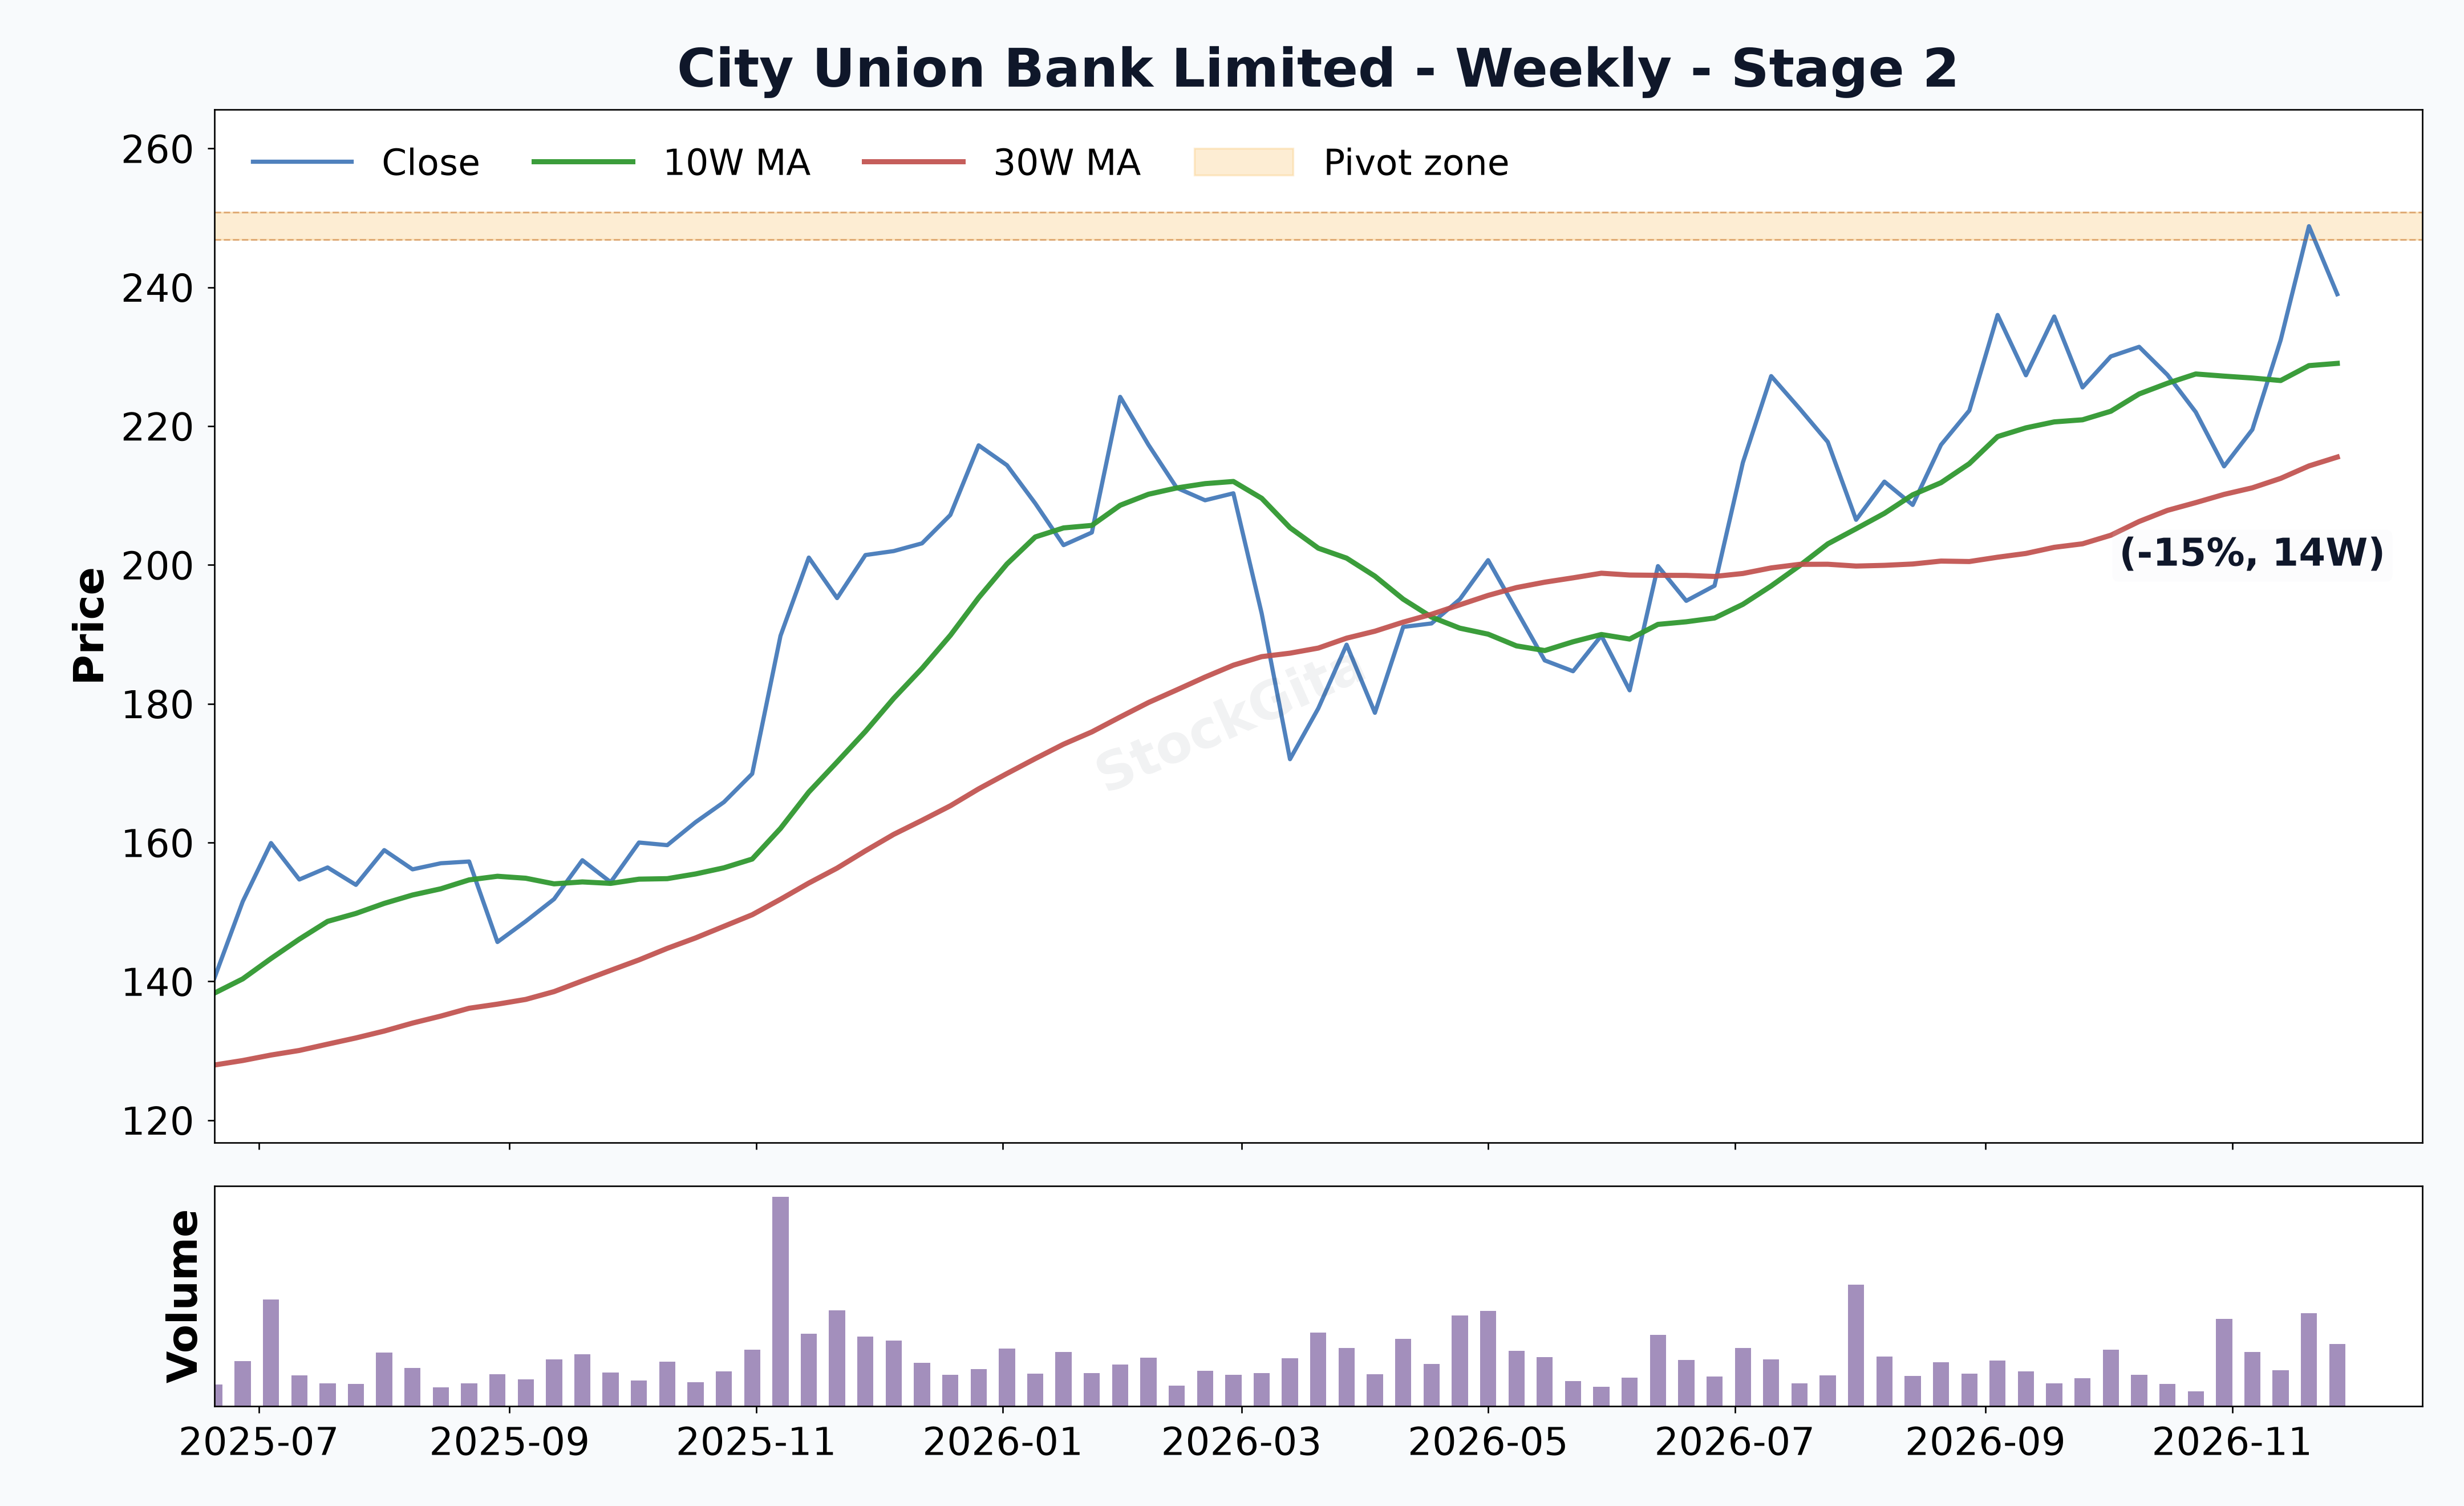 City Union Bank Limited - Weekly - Stage 2
Close 10W MA 30W MA Pivot zone
260
240
220
200
180
160
140
120
Price
(-15%, 14W)
StockGita
Volume
2025-07 2025-09 2025-11 2026-01 2026-03 2026-05 2026-07 2026-09 2026-11